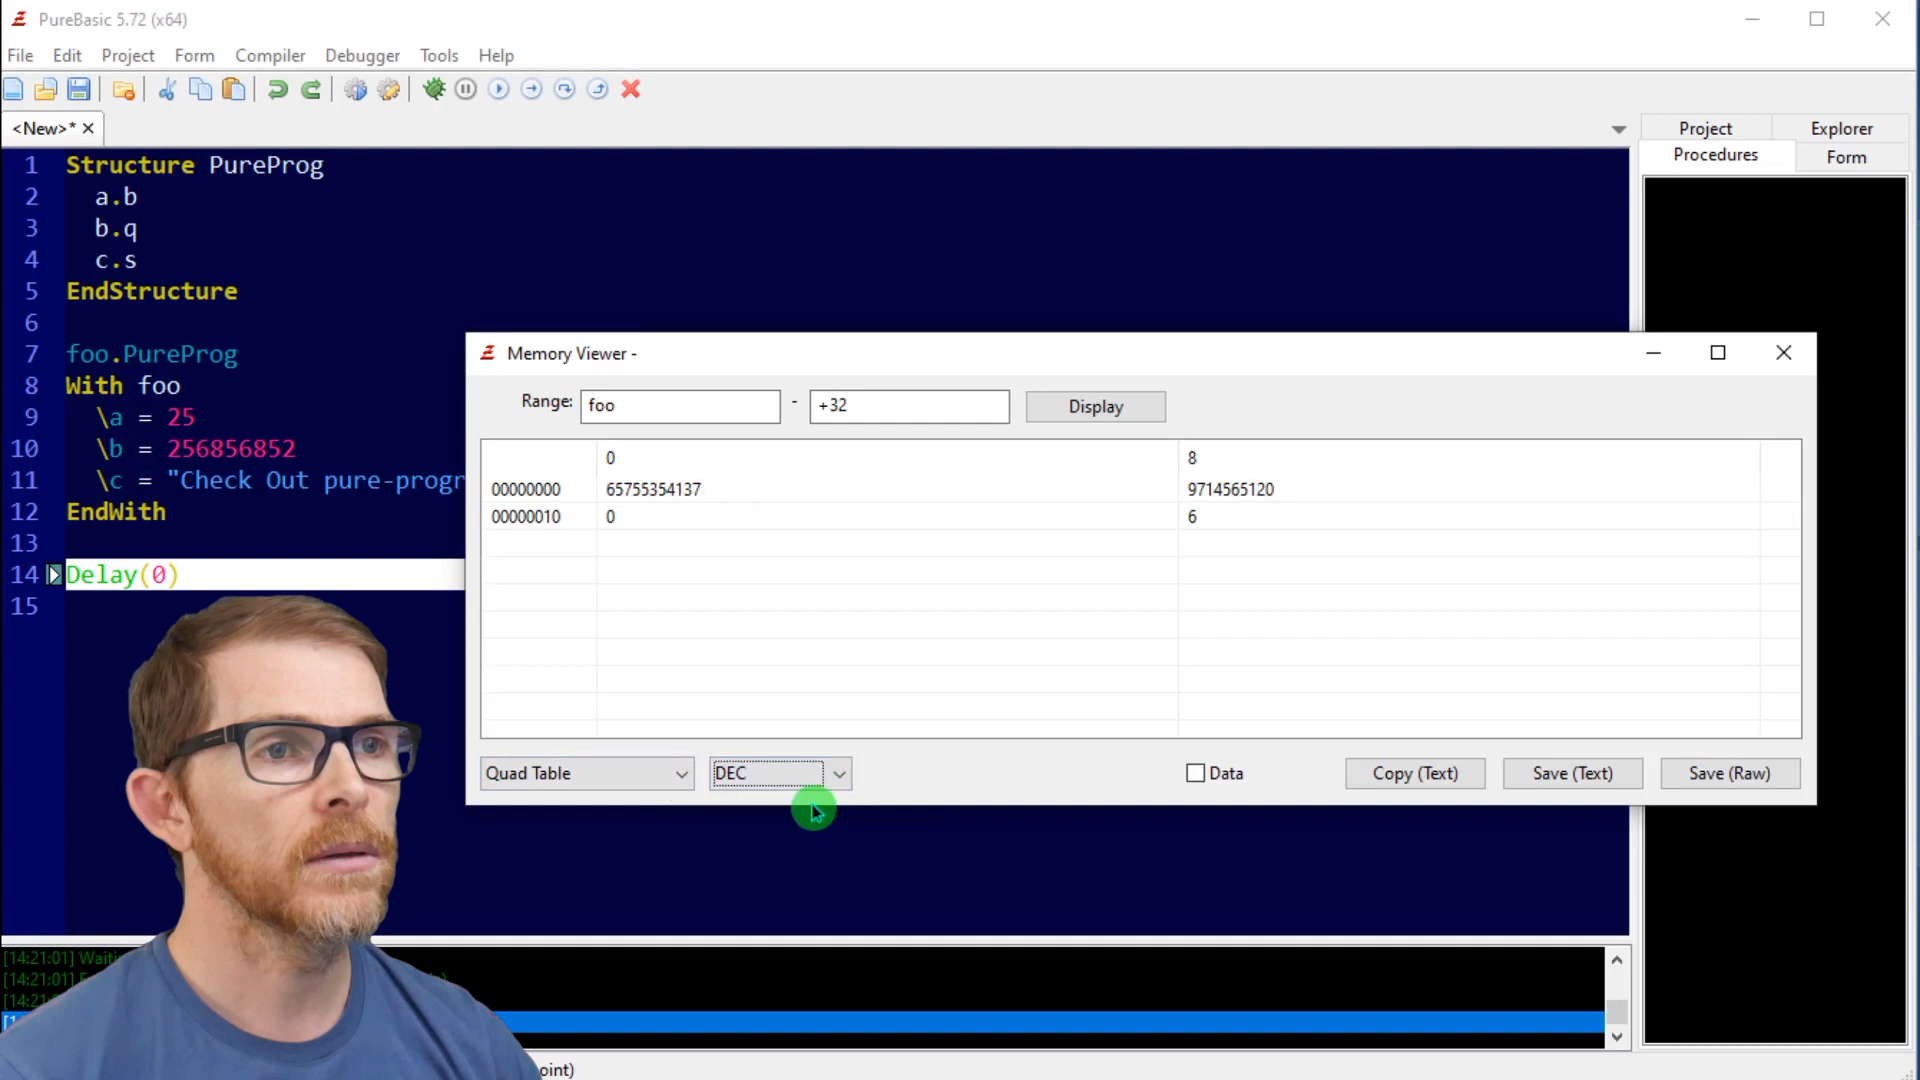 PureBasic 5.72 (x64)
File Edit Project Form Compiler Debugger Tools Help
<New>*
Project Explorer
Procedures Form
1 Structure PureProg
2 a.b
3 b.q
4 c.s
5 EndStructure
6
7 foo.PureProg
8 With foo
9 \a = 25
10 \b = 256856852
11 \c = "Check Out pure-progr
12 EndWith
13
14 Delay(0)
15
Memory Viewer -
Range: foo - +32 Display
0 8
00000000 65755354137 9714565120
00000010 0 6
Quad Table DEC Data Copy (Text) Save (Text) Save (Raw)
[14:21:01]
[14:21:01]
oint)